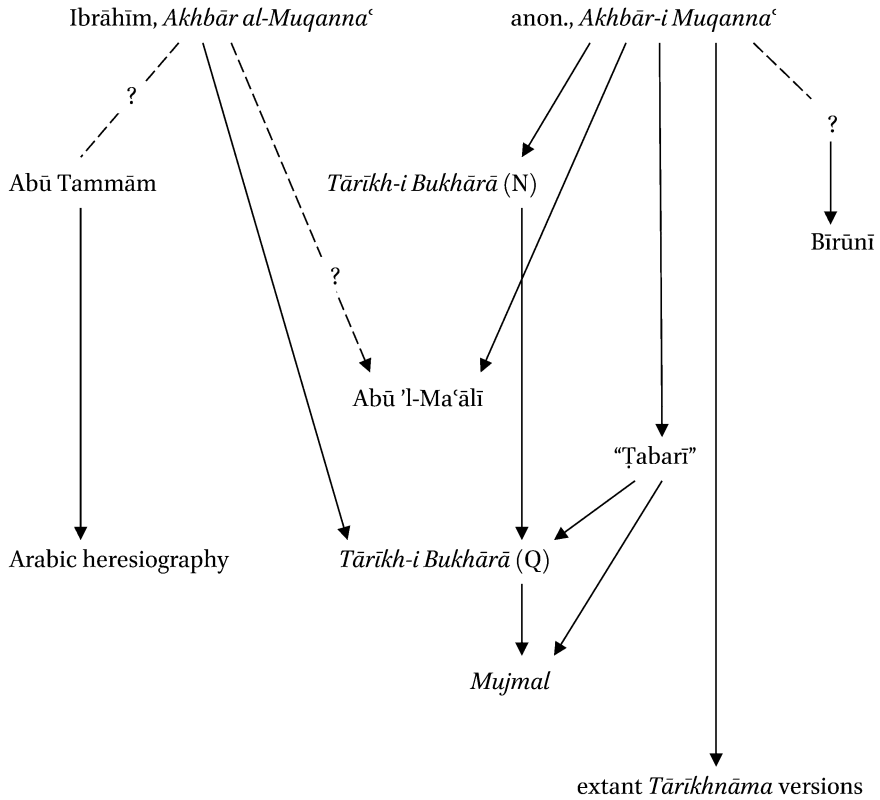 Ibrāhīm, Akhbār al-Muqannaʿ
anon., Akhbār-i Muqannaʿ
?
?
Abū Tammām
Tārīkh-i Bukhārā (N)
Bīrūnī
?
Abū ’l-Maʿālī
“Ṭabarī”
Arabic heresiography
Tārīkh-i Bukhārā (Q)
Mujmal
extant Tārīkhnāma versions